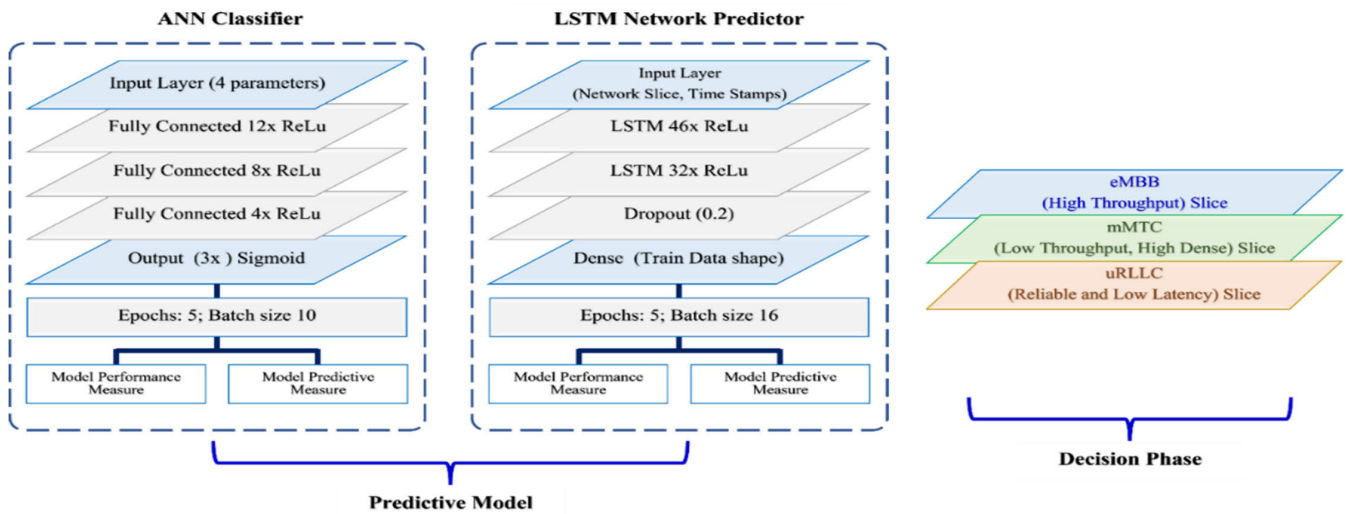 ANN Classifier
Input Layer (4 parameters)
Fully Connected 12x ReLu
Fully Connected 8x ReLu
Fully Connected 4x ReLu
Output (3x ) Sigmoid
Epochs: 5; Batch size 10
Model Performance
Measure
Model Predictive
Measure
LSTM Network Predictor
Input Layer
(Network Slice, Time Stamps)
LSTM 46x ReLu
LSTM 32x ReLu
Dropout (0.2)
Dense (Train Data shape)
Epochs: 5; Batch size 16
Model Performance
Measure
Model Predictive
Measure
Predictive Model
eMBB
(High Throughput) Slice
mMTC
(Low Throughput, High Dense) Slice
uRLLC
(Reliable and Low Latency) Slice
Decision Phase